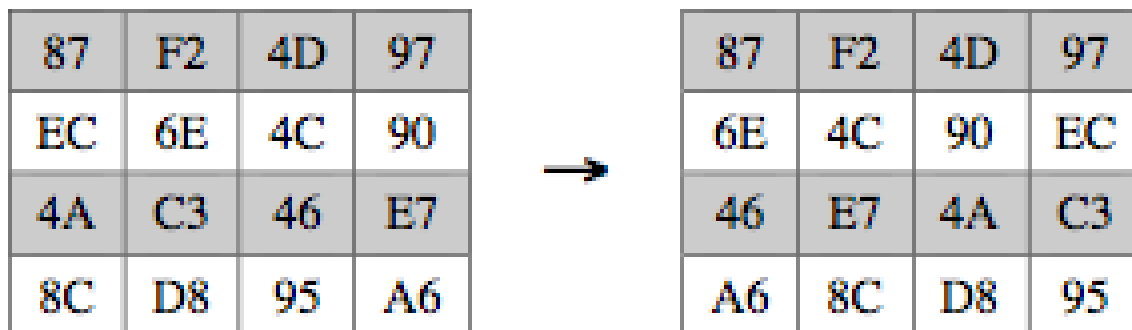 87 F2 4D 97 87 F2 4D 97
EC 6E 4C 90 6E 4C 90 EC
→
4A C3 46 E7 46 E7 4A C3
8C D8 95 A6 A6 8C D8 95